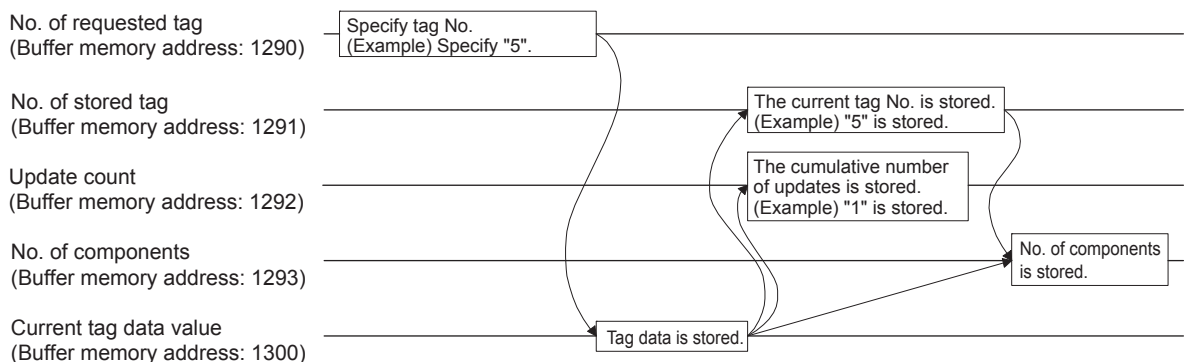 No. of requested tag
(Buffer memory address: 1290)
Specify tag No.
(Example) Specify "5".
No. of stored tag
(Buffer memory address: 1291)
The current tag No. is stored.
(Example) "5" is stored.
Update count
(Buffer memory address: 1292)
The cumulative number
of updates is stored.
(Example) "1" is stored.
No. of components
(Buffer memory address: 1293)
No. of components
is stored.
Current tag data value
(Buffer memory address: 1300)
Tag data is stored.